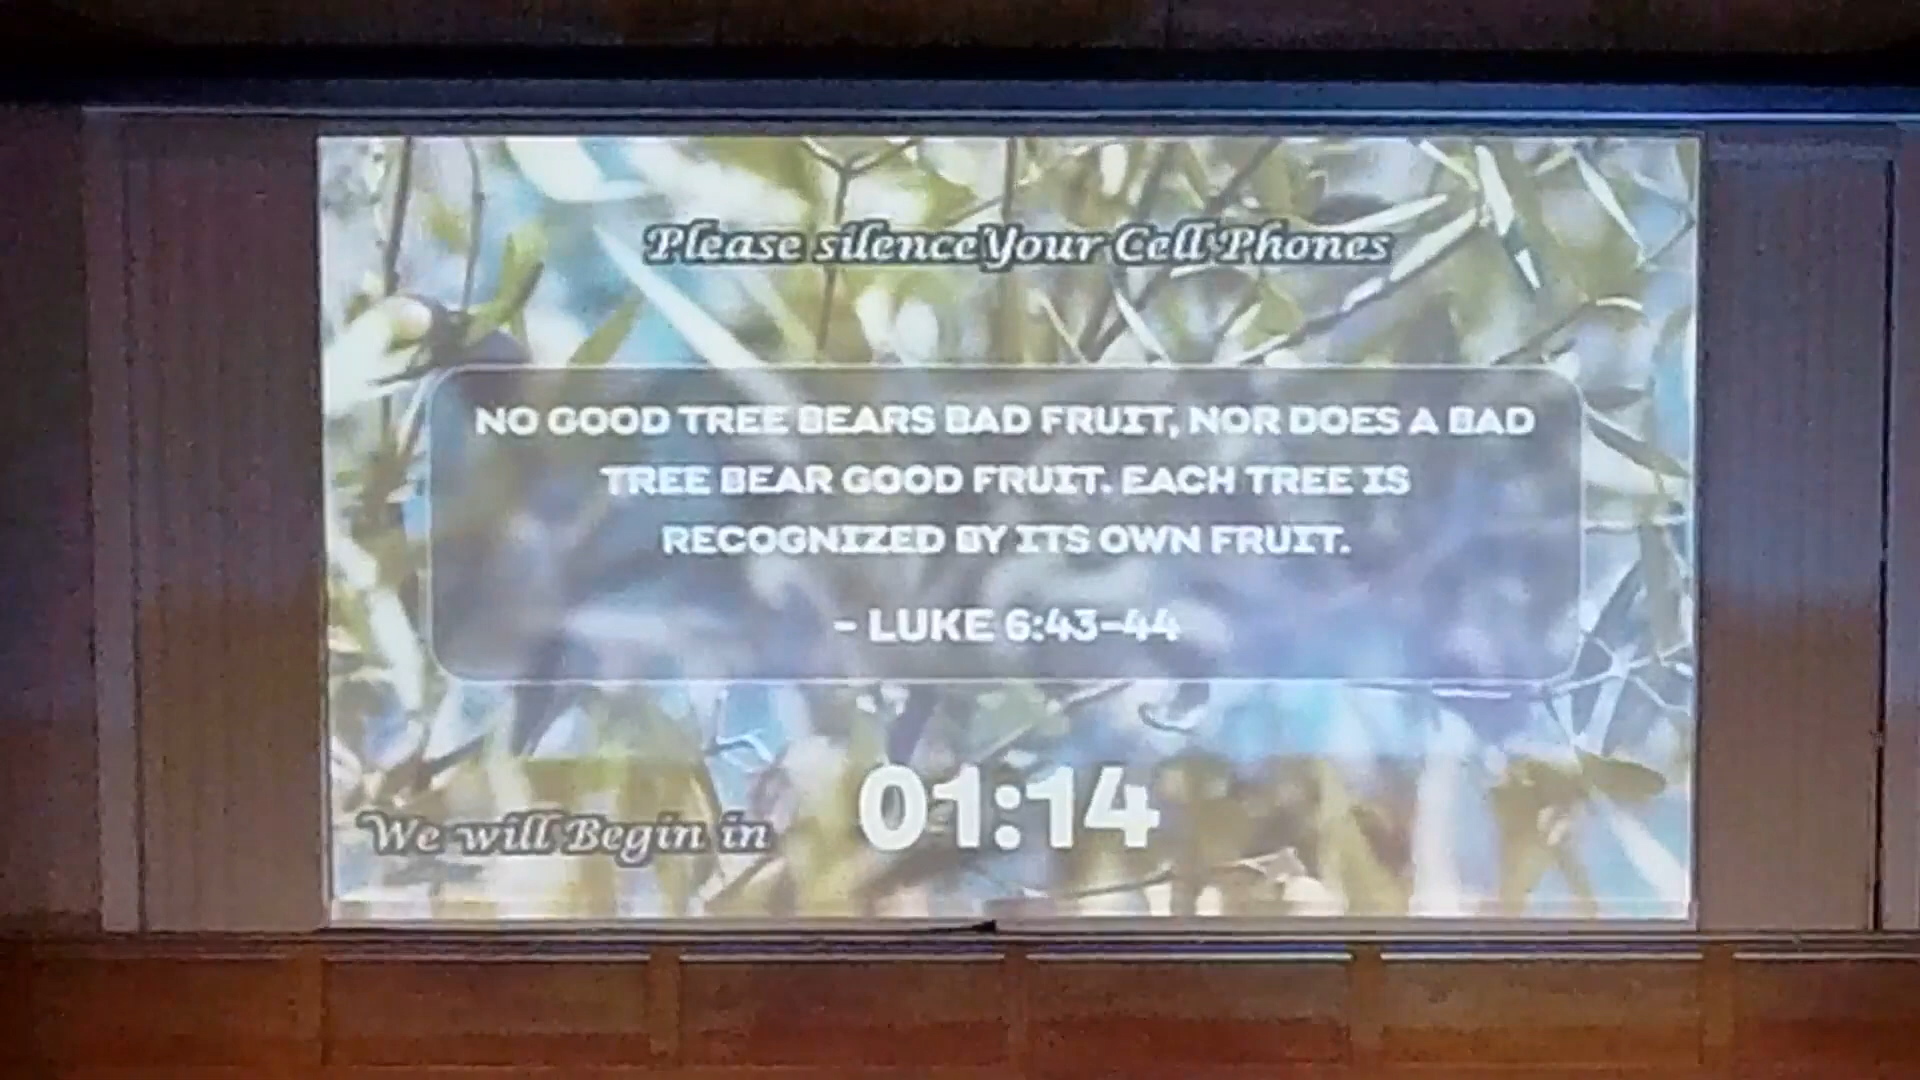 Please silence Your Cell Phones
NO GOOD TREE BEARS BAD FRUIT, NOR DOES A BAD
TREE BEAR GOOD FRUIT. EACH TREE IS
RECOGNIZED BY ITS OWN FRUIT.
- LUKE 6:43-44
We will Begin in 01:14